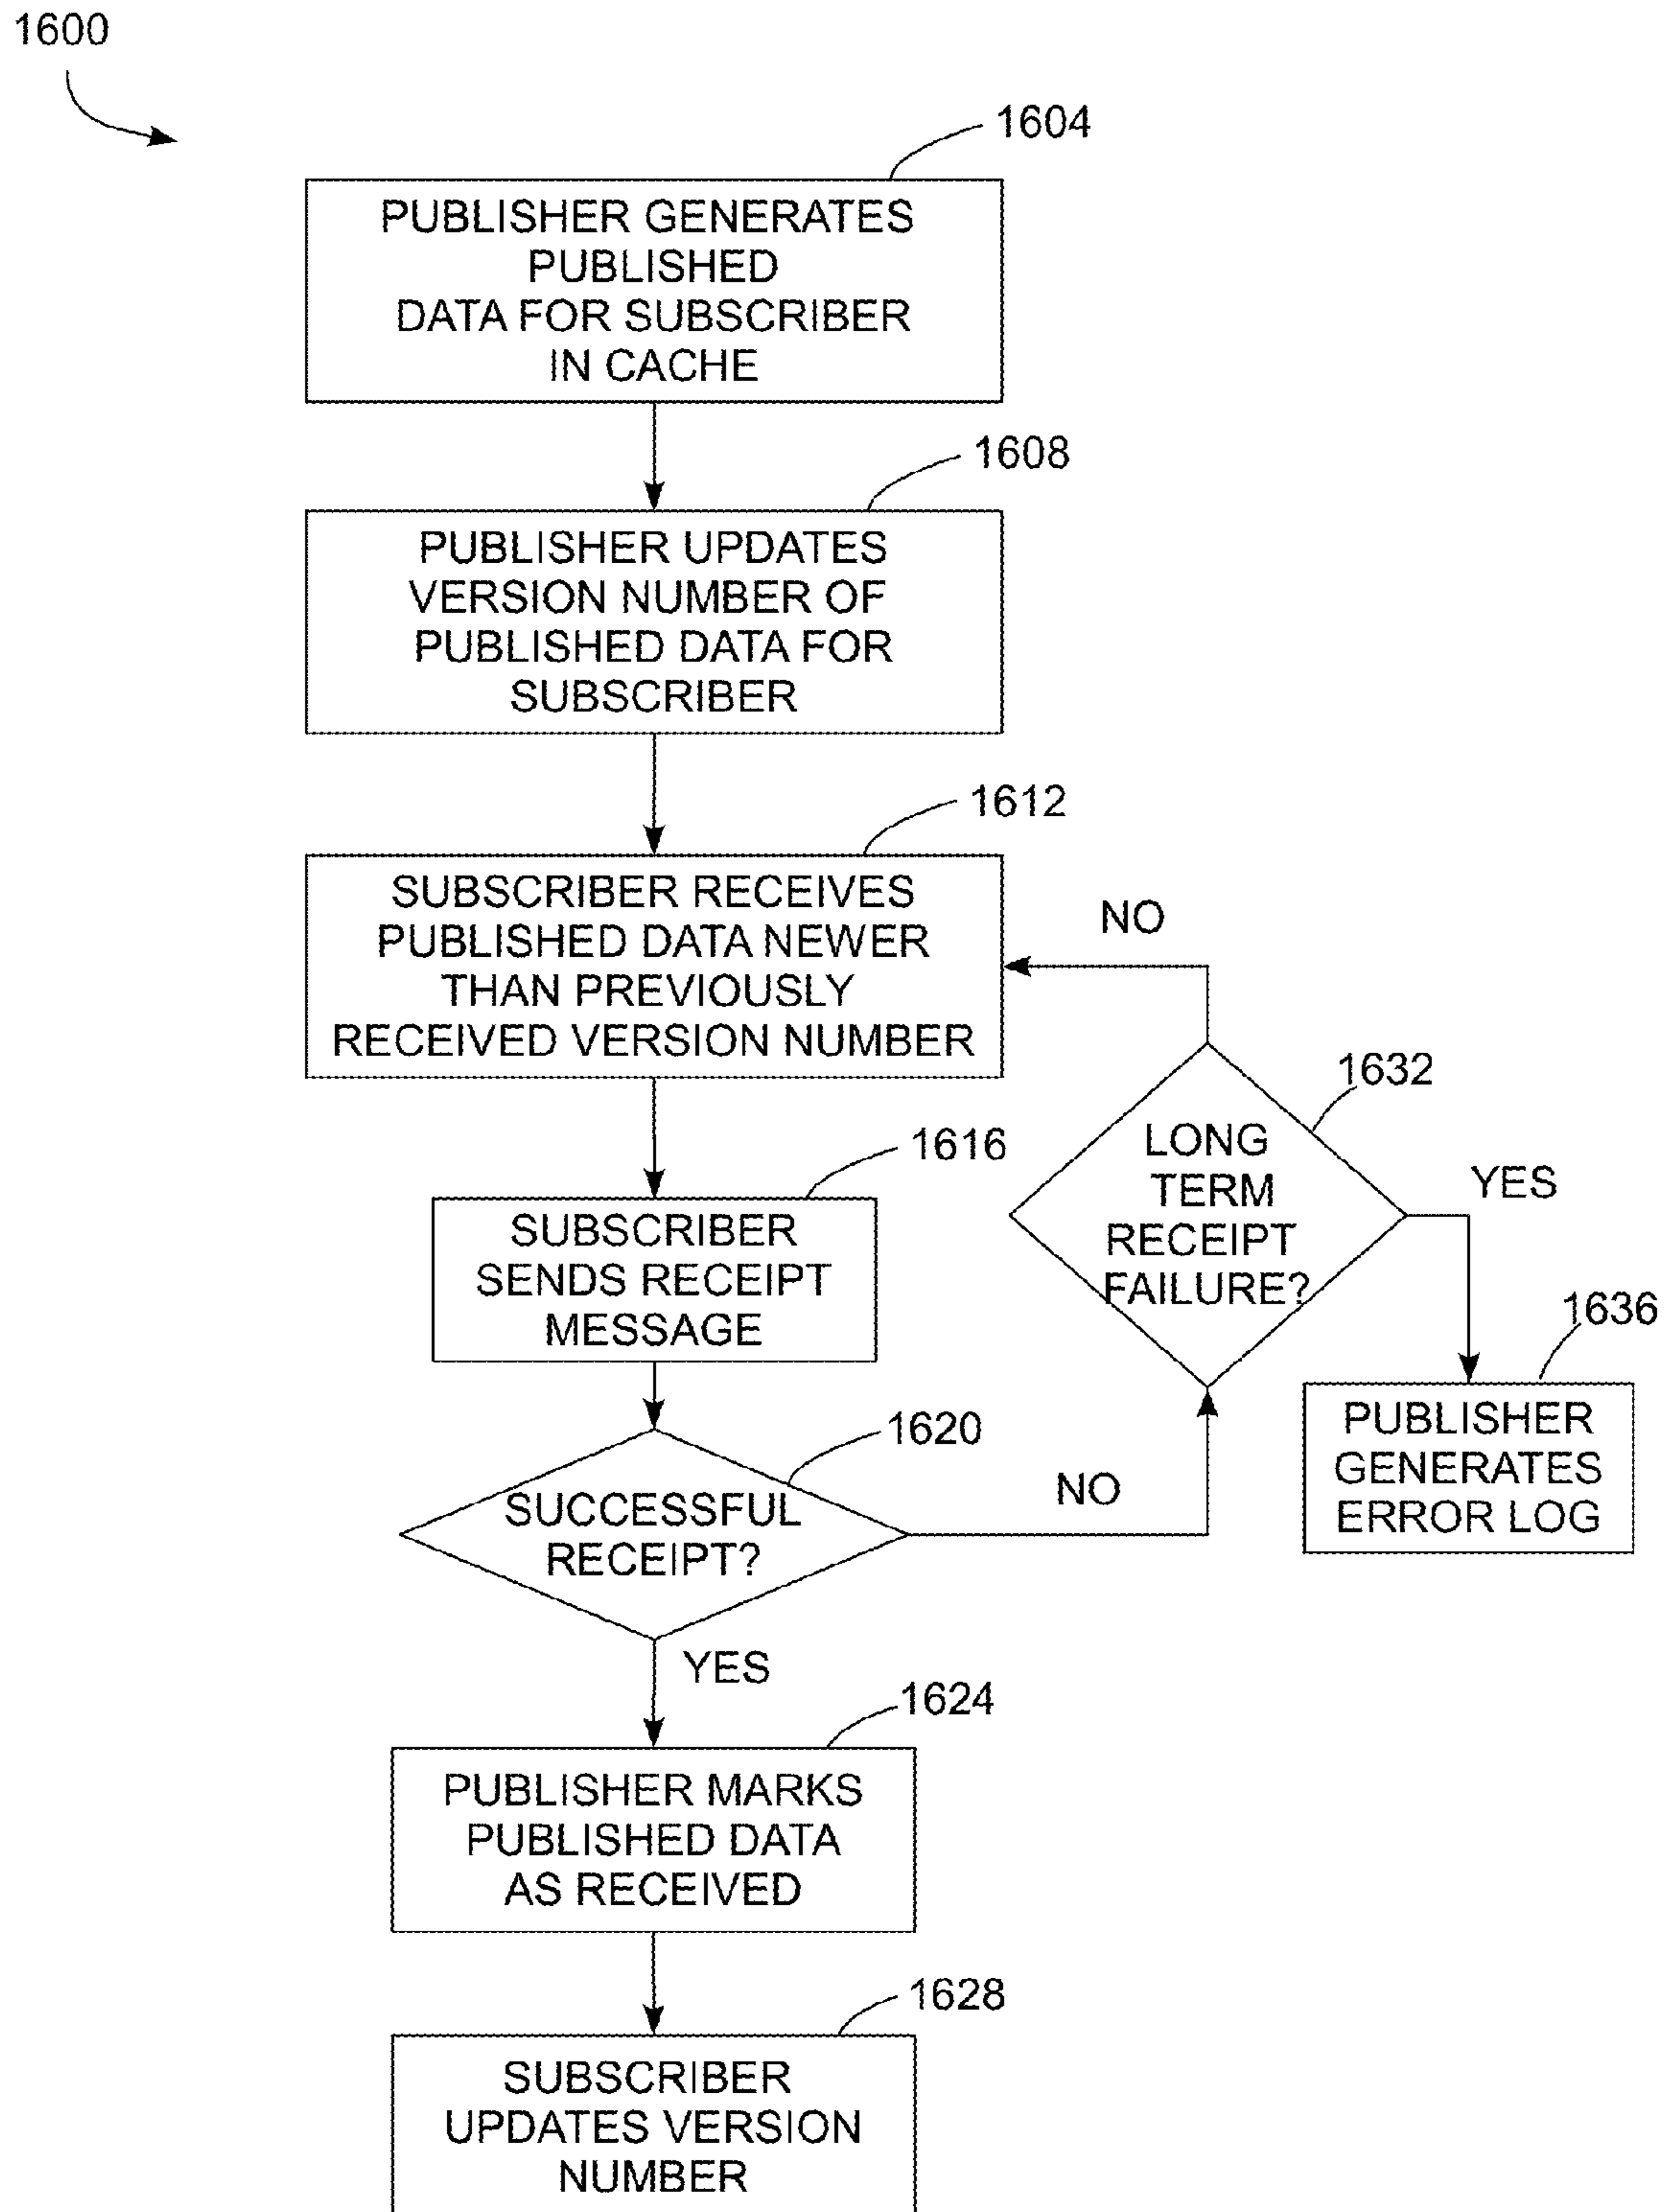 1600
1604
PUBLISHER GENERATES
PUBLISHED
DATA FOR SUBSCRIBER
IN CACHE
1608
PUBLISHER UPDATES
VERSION NUMBER OF
PUBLISHED DATA FOR
SUBSCRIBER
1612
SUBSCRIBER RECEIVES
PUBLISHED DATA NEWER
THAN PREVIOUSLY
RECEIVED VERSION NUMBER
NO
1632
LONG
TERM
RECEIPT
FAILURE?
YES
1616
SUBSCRIBER
SENDS RECEIPT
MESSAGE
1636
PUBLISHER
GENERATES
ERROR LOG
1620
SUCCESSFUL
RECEIPT?
NO
YES
1624
PUBLISHER MARKS
PUBLISHED DATA
AS RECEIVED
1628
SUBSCRIBER
UPDATES VERSION
NUMBER